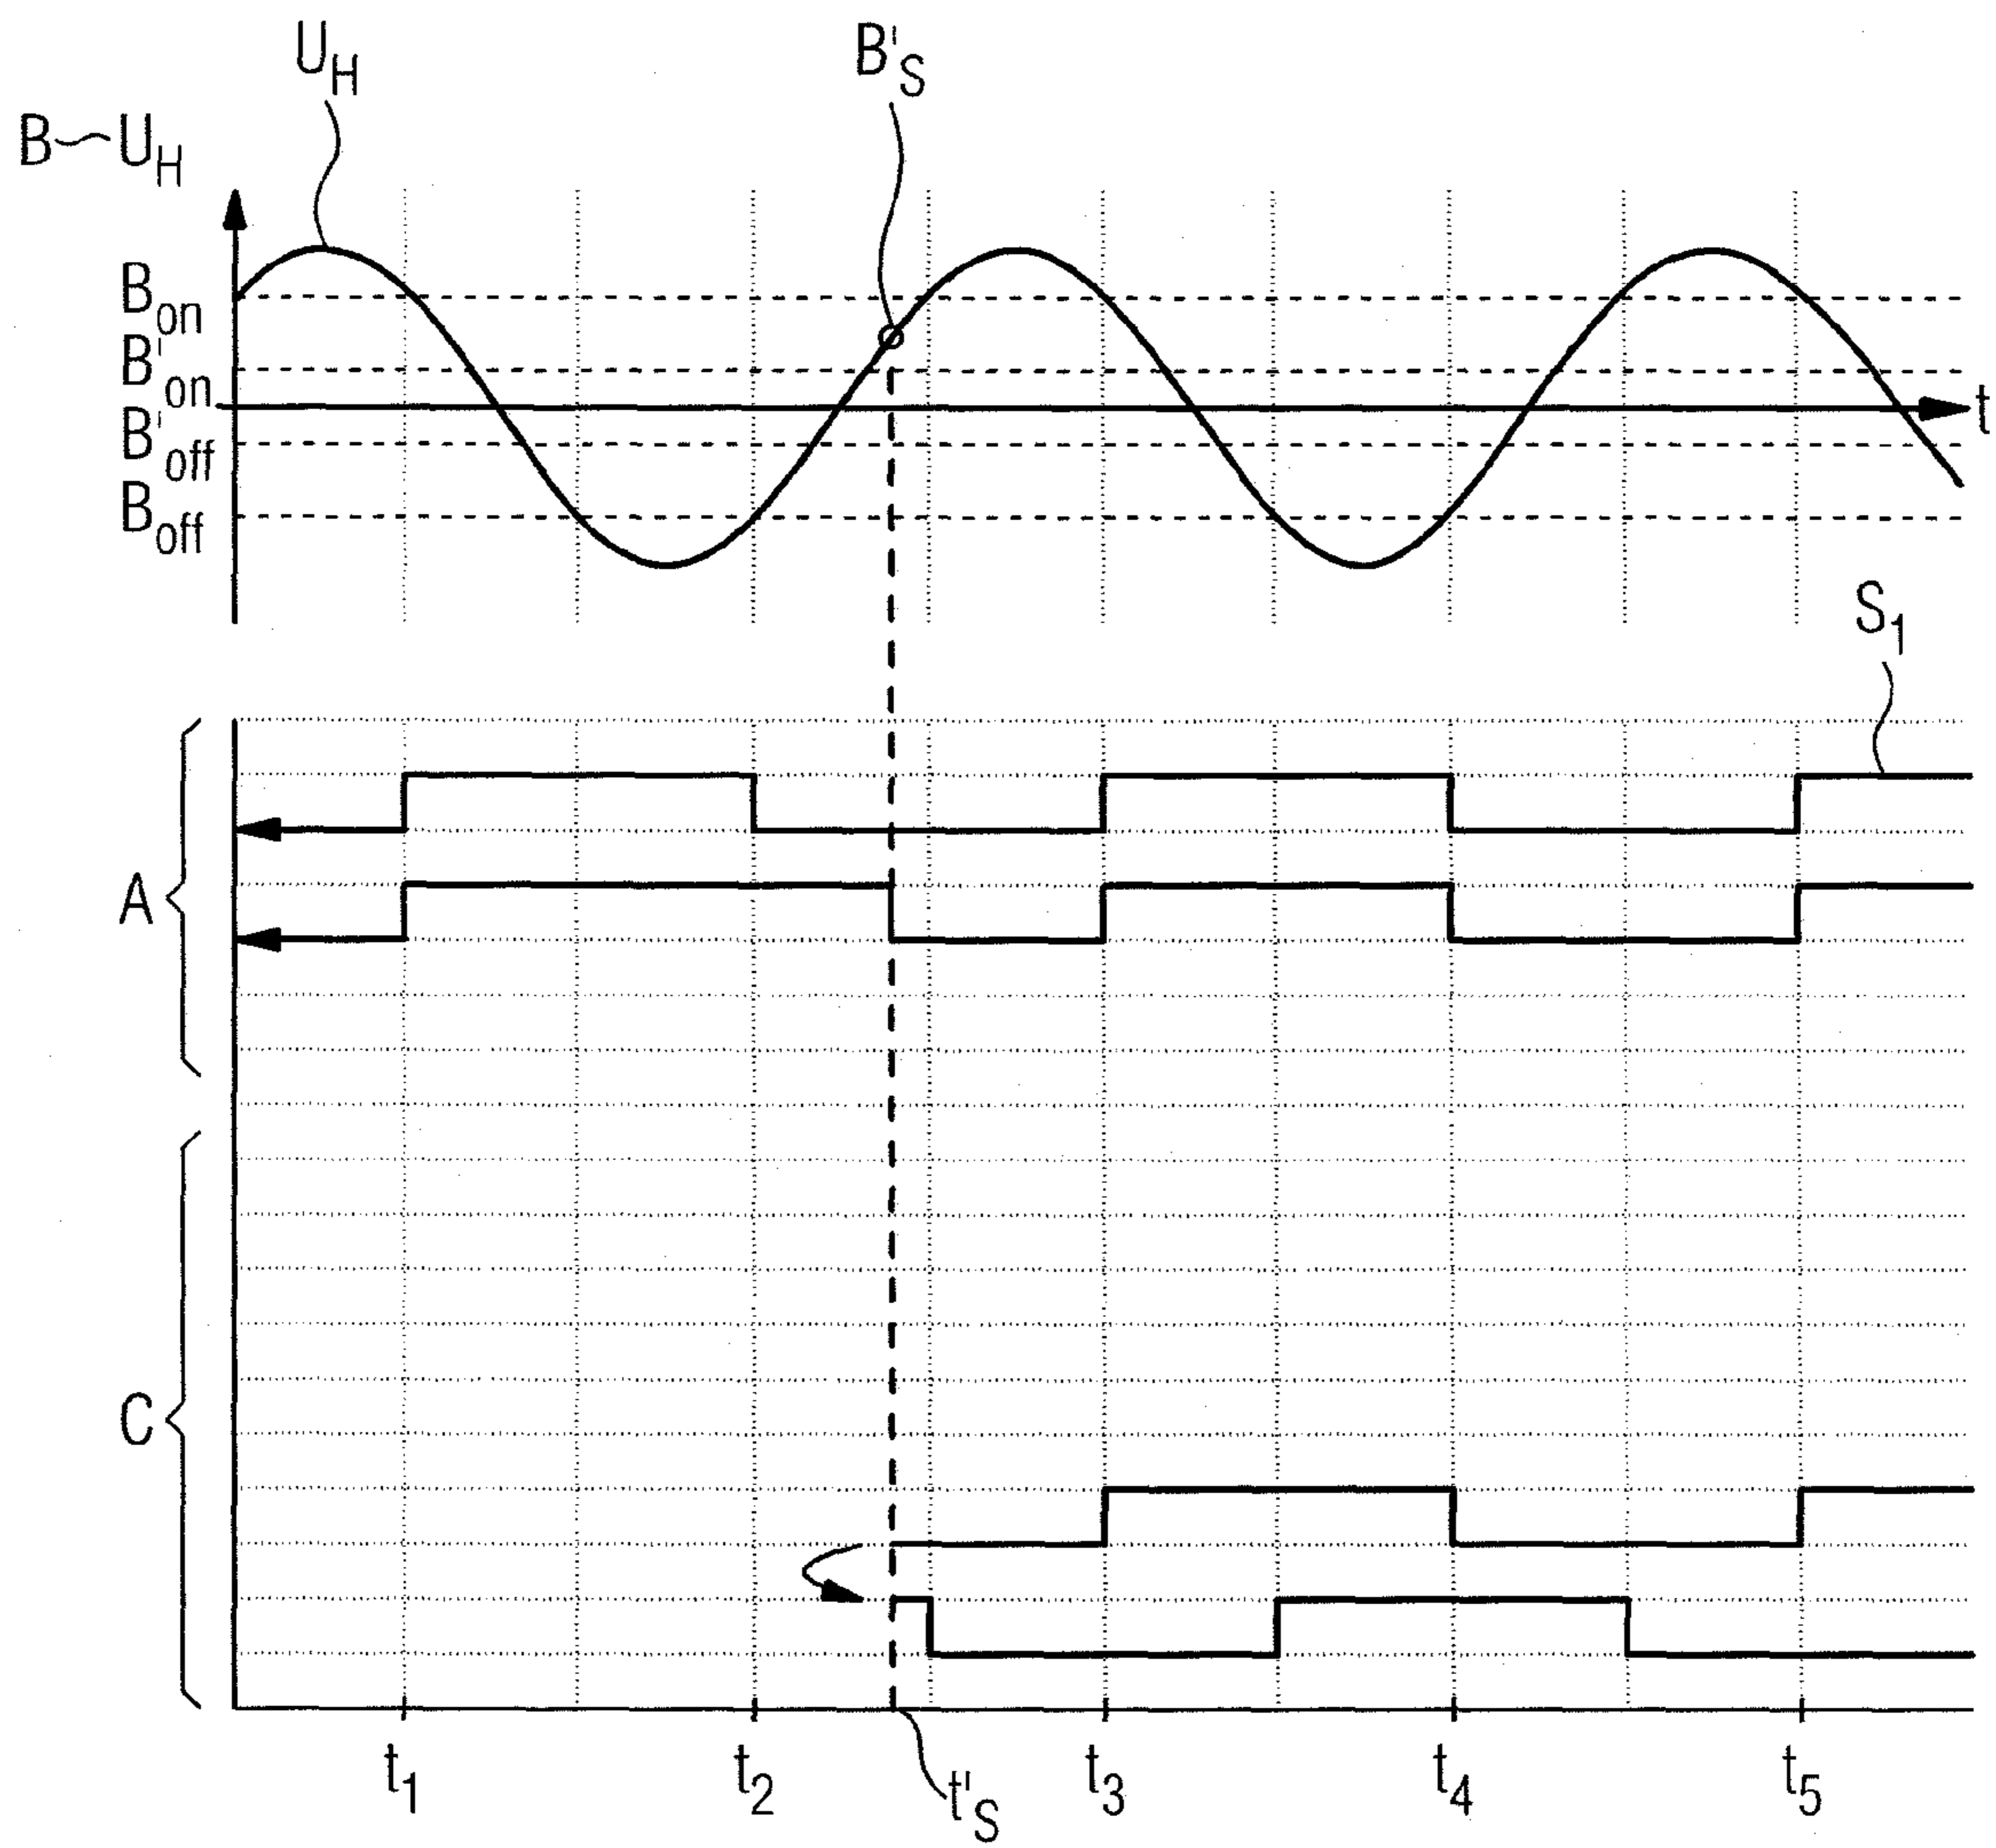 U_H
B'_S
B~U_H
B_on
B'_on
B'_off
B_off
t
S_1
A
C
t_1
t_2
t'_S
t_3
t_4
t_5